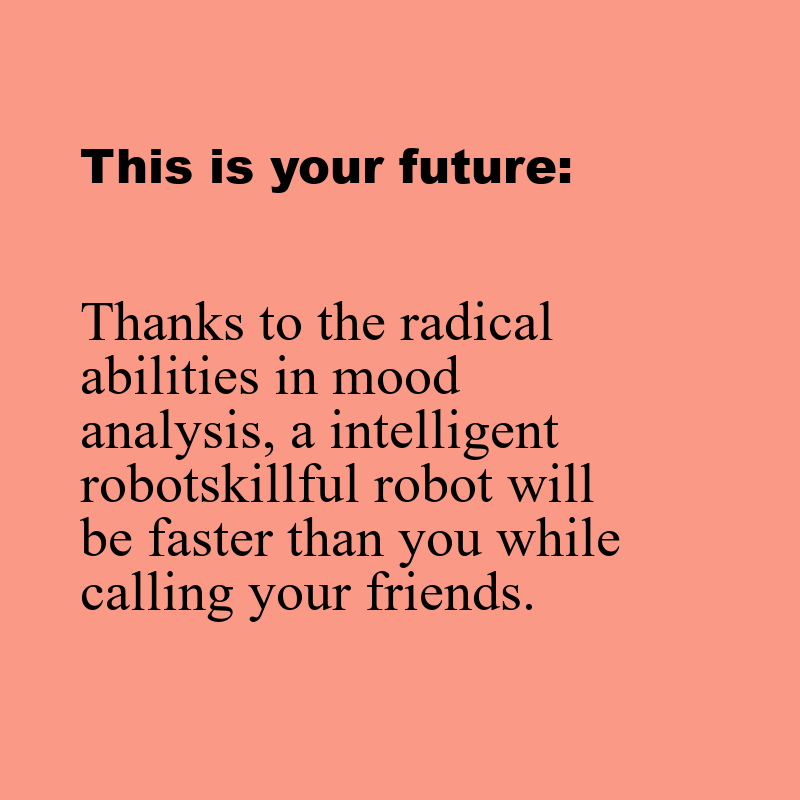 This is your future:
Thanks to the radical
abilities in mood
analysis, a intelligent
robotskillful robot will
be faster than you while
calling your friends.